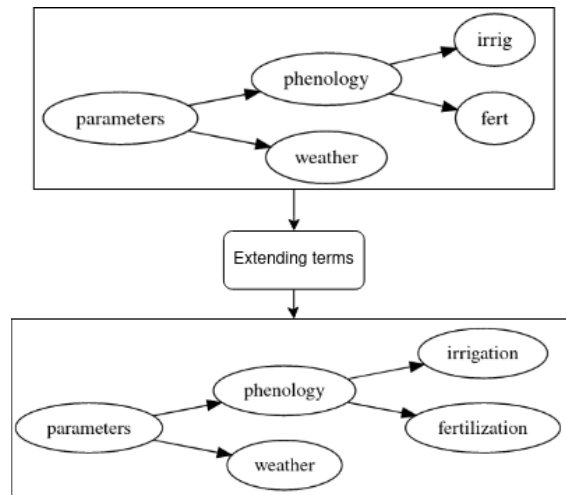 irrig
phenology
parameters
fert
weather
Extending terms
irrigation
phenology
parameters
fertilization
weather